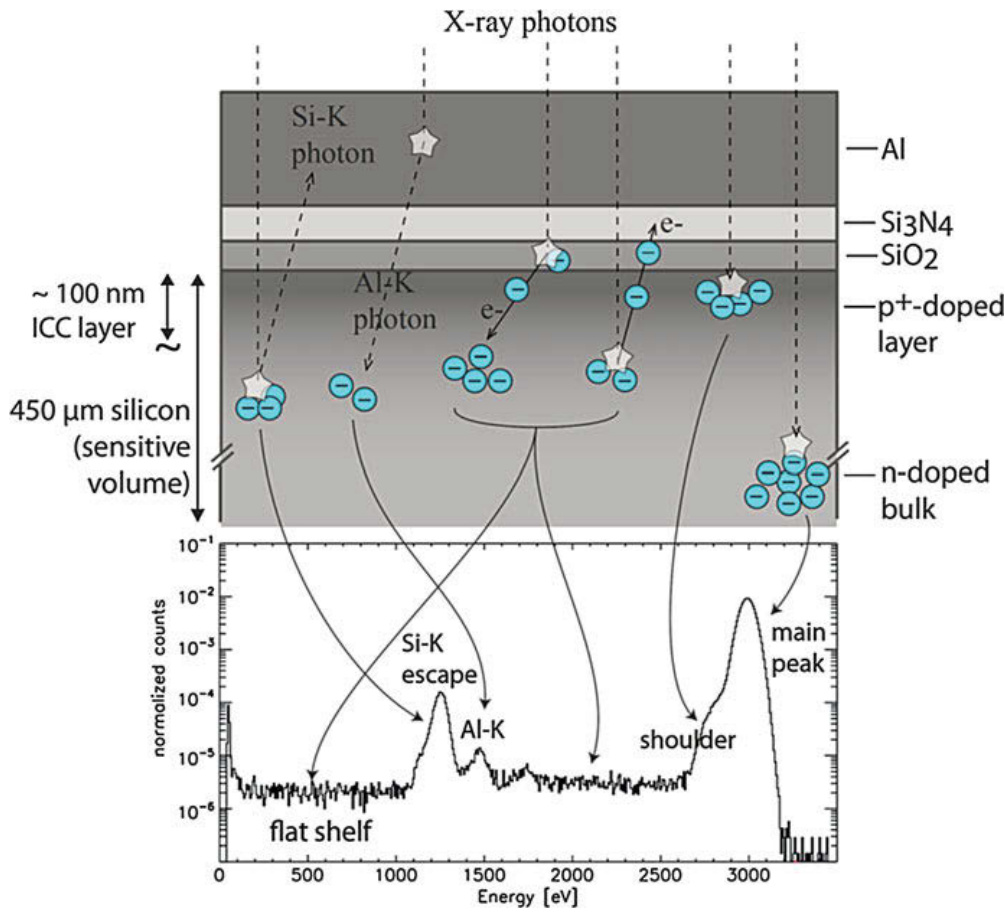 X-ray photons
Si-K
photon
Al
Si3N4
e-
SiO2
~ 100 nm
ICC layer
~
Al-K
photon
e-
p+-doped
layer
450 μm silicon
(sensitive
volume)
n-doped
bulk
10⁻¹
10⁻²
10⁻³
10⁻⁴
10⁻⁵
10⁻⁶
normalized counts
Si-K
escape
Al-K
main
peak
shoulder
flat shelf
0 500 1000 1500 2000 2500 3000
Energy [eV]